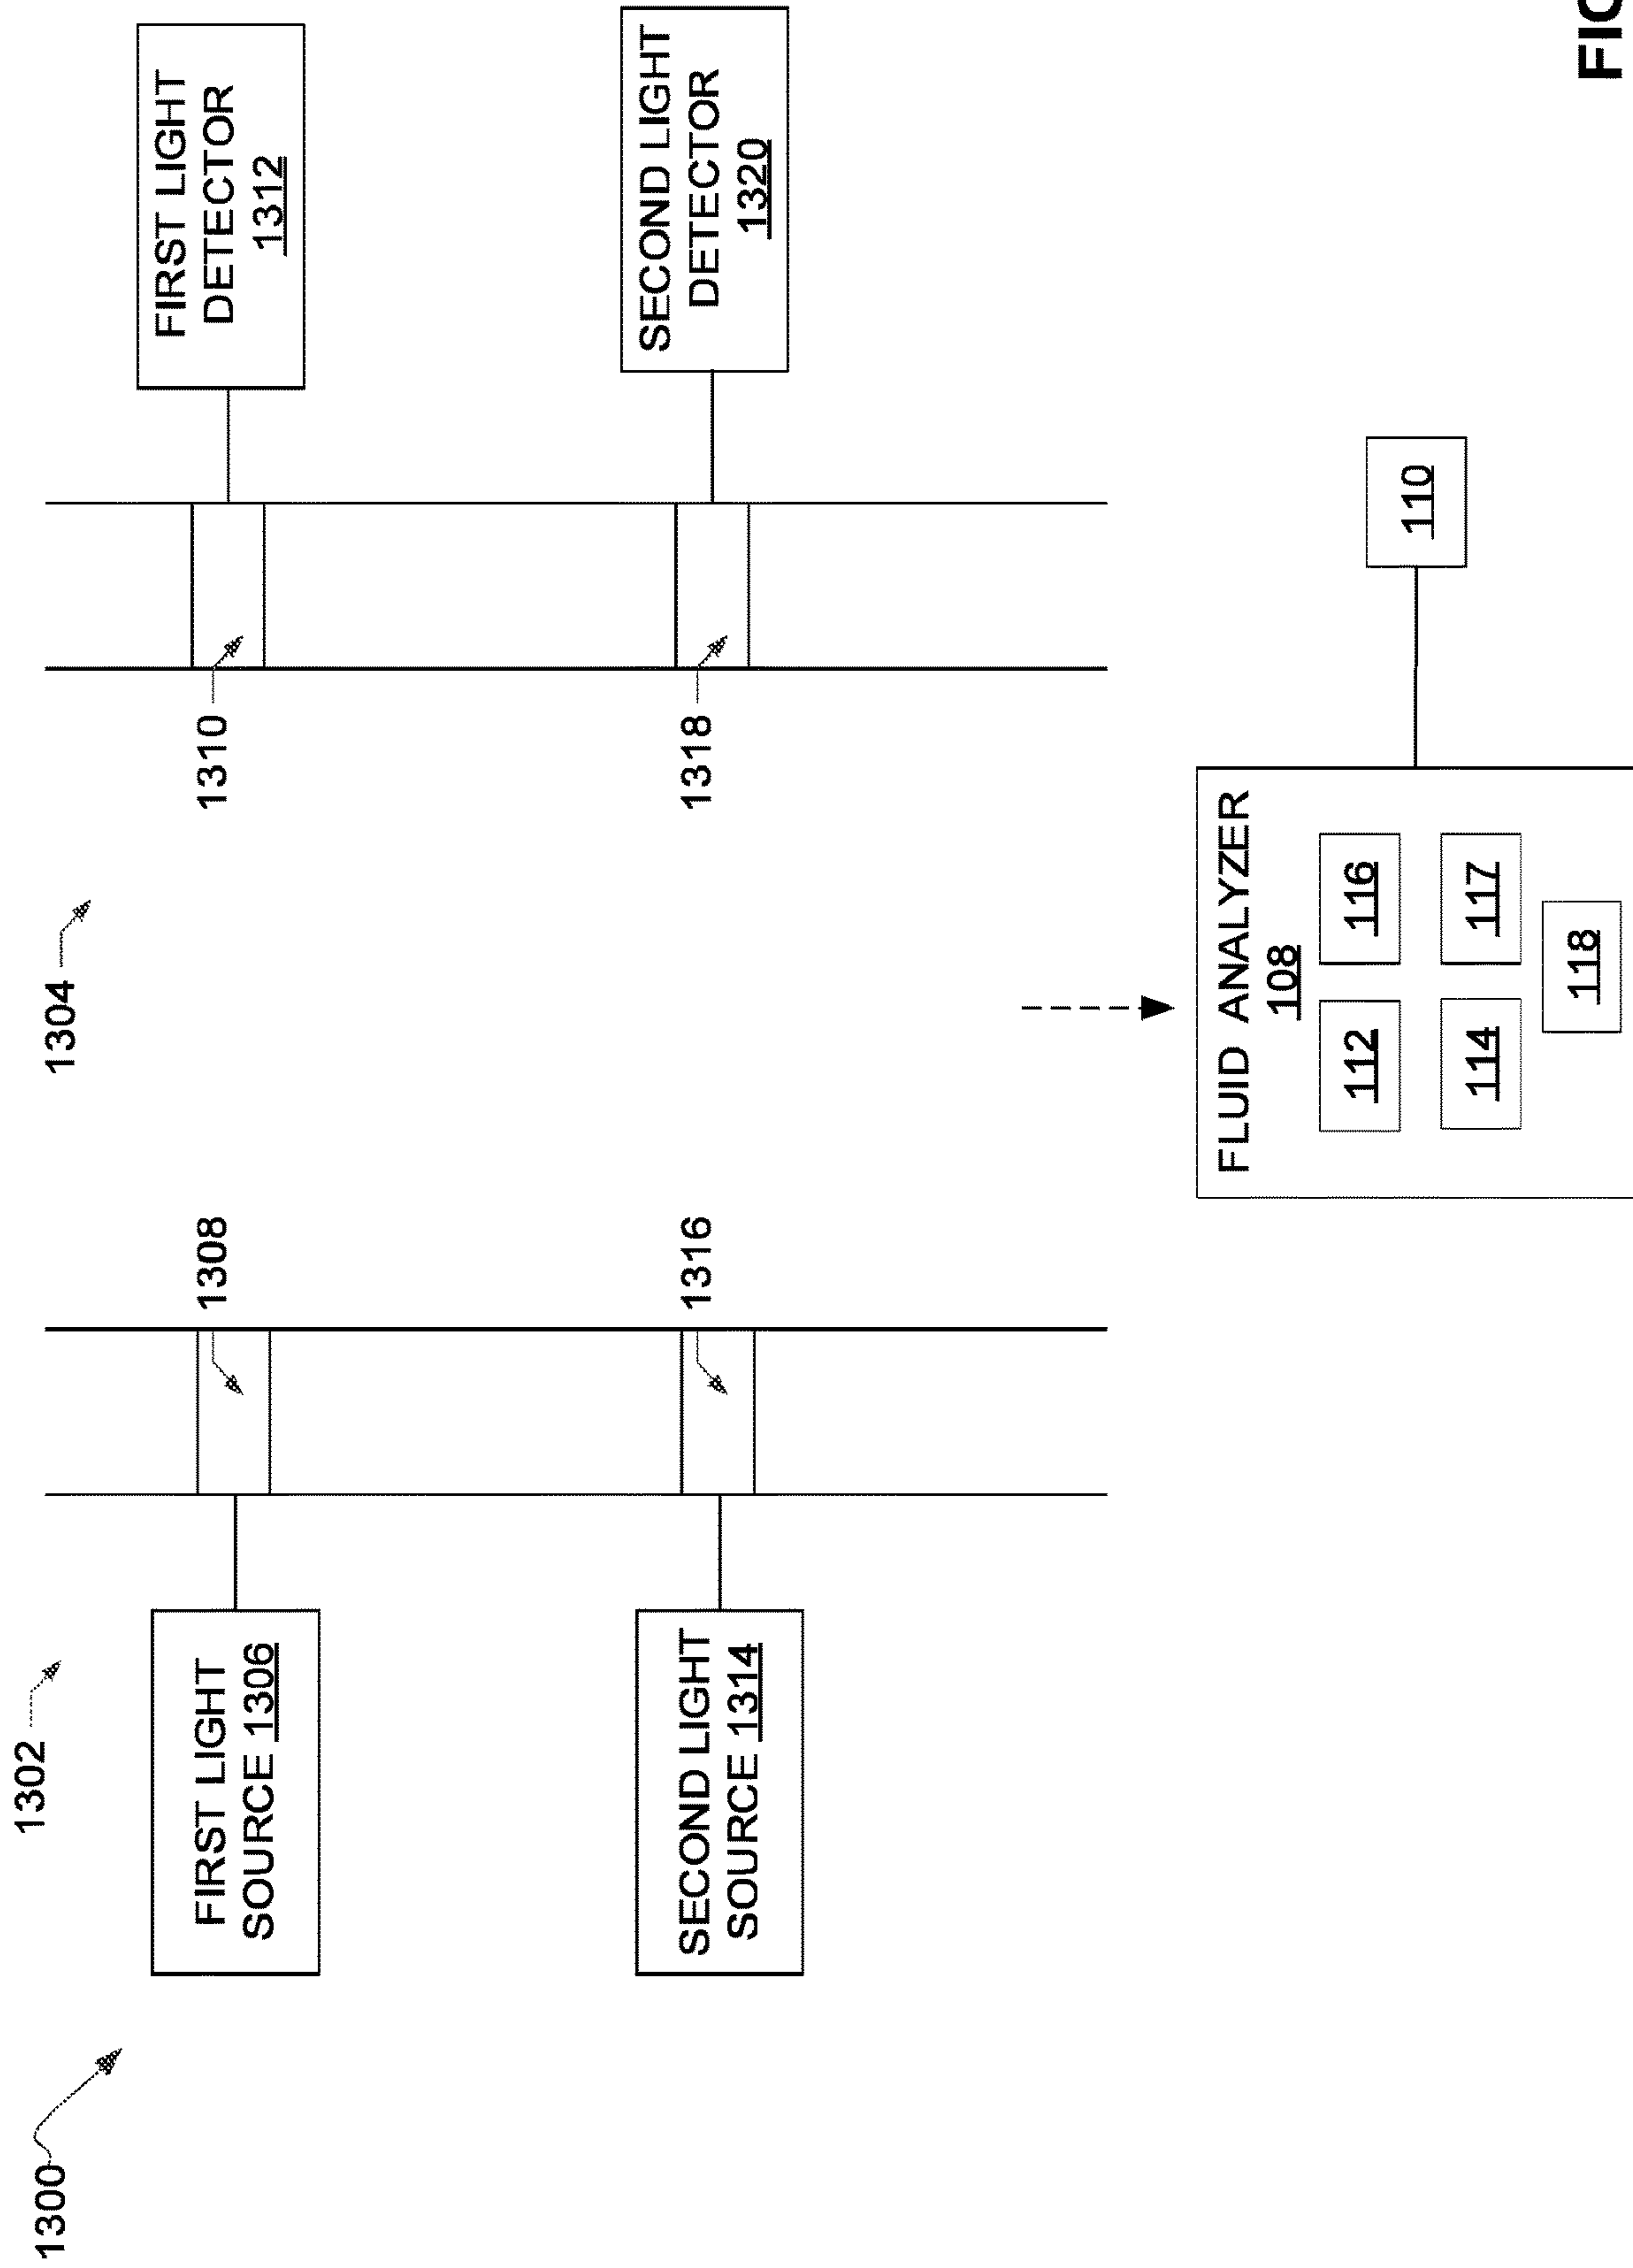 1300
1302
1304
FIRST LIGHT
SOURCE 1306
1308
1310
FIRST LIGHT
DETECTOR
1312
SECOND LIGHT
SOURCE 1314
1316
1318
SECOND LIGHT
DETECTOR
1320
FLUID ANALYZER
108
112
116
114
117
118
110